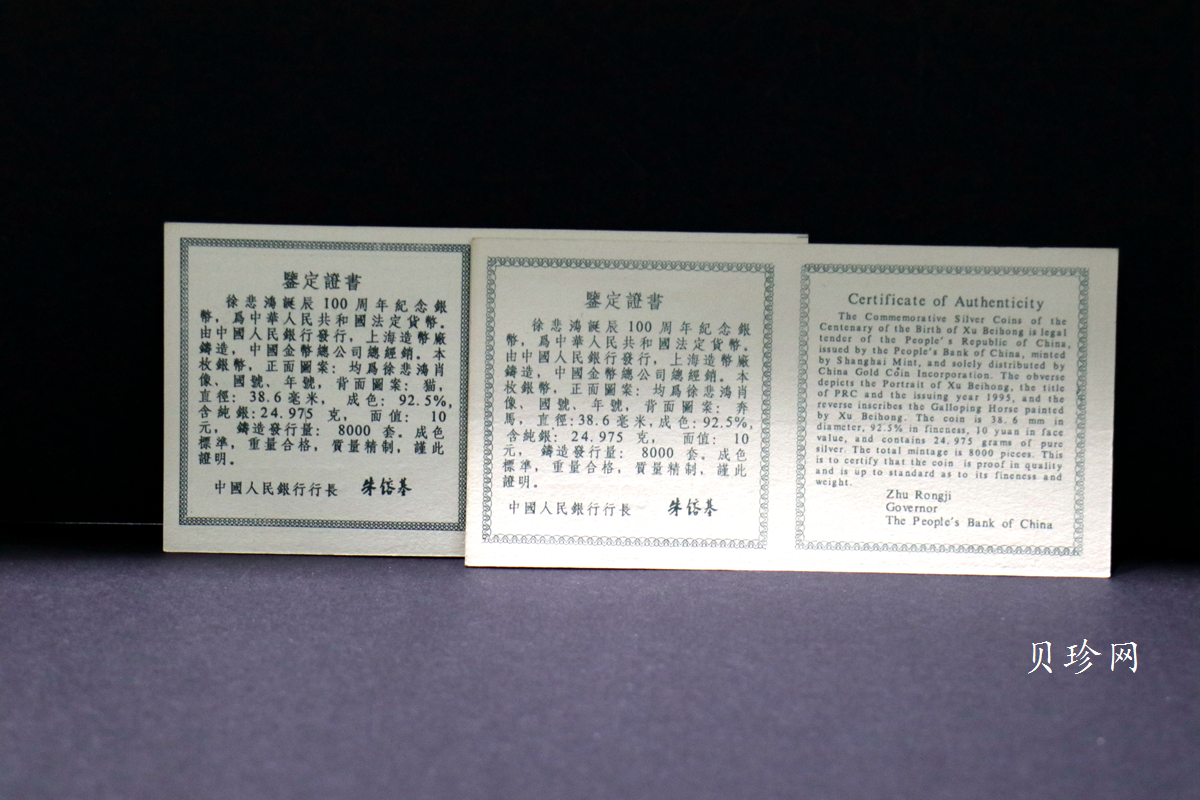 鑒定證書
徐悲鴻誕辰100周年紀念銀
幣，爲中華人民共和國法定貨幣。
由中國人民銀行發行，上海造幣廠
鑄造，中國金幣總公司總經銷。本
枚銀幣，正面圖案：均爲徐悲鴻肖
像、國號、年號，背面圖案：猫，
直徑：38.6毫米，成色：92.5%，
含純銀：24.975 克，面值：10
元，鑄造發行量：8000 套。成色
標準，重量合格，質量精制，謹此
證明。
中國人民銀行行長 朱鎔基
鑒定證書
徐悲鴻誕辰100周年紀念銀
幣，爲中華人民共和國法定貨幣。
由中國人民銀行發行，上海造幣廠
鑄造，中國金幣總公司總經銷。本
枚銀幣，正面圖案：均爲徐悲鴻肖
像、國號、年號，背面圖案：奔
馬，直徑：38.6毫米，成色：92.5%，
含純銀：24.975 克，面值：10
元，鑄造發行量：8000 套。成色
標準，重量合格，質量精制，謹此
證明。
中國人民銀行行長 朱鎔基
Certificate of Authenticity
The Commemorative Silver Coins of the
Centenary of the Birth of Xu Beihong is legal
tender of the People's Republic of China,
issued by the People's Bank of China, minted
by Shanghai Mint, and solely distributed by
China Gold Coin Incorporation. The obverse
depicts the Portrait of Xu Beihong, the title
of PRC and the issuing year 1995, and the
reverse inscribes the Galloping Horse painted
by Xu Beihong. The coin is 38.6 mm in
diameter, 92.5% in fineness, 10 yuan in face
value, and contains 24.975 grams of pure
silver. The total mintage is 8000 pieces. This
is to certify that the coin is proof in quality
and is up to standard as to its fineness and
weight.
Zhu Rongji
Governor
The People's Bank of China
贝珍网